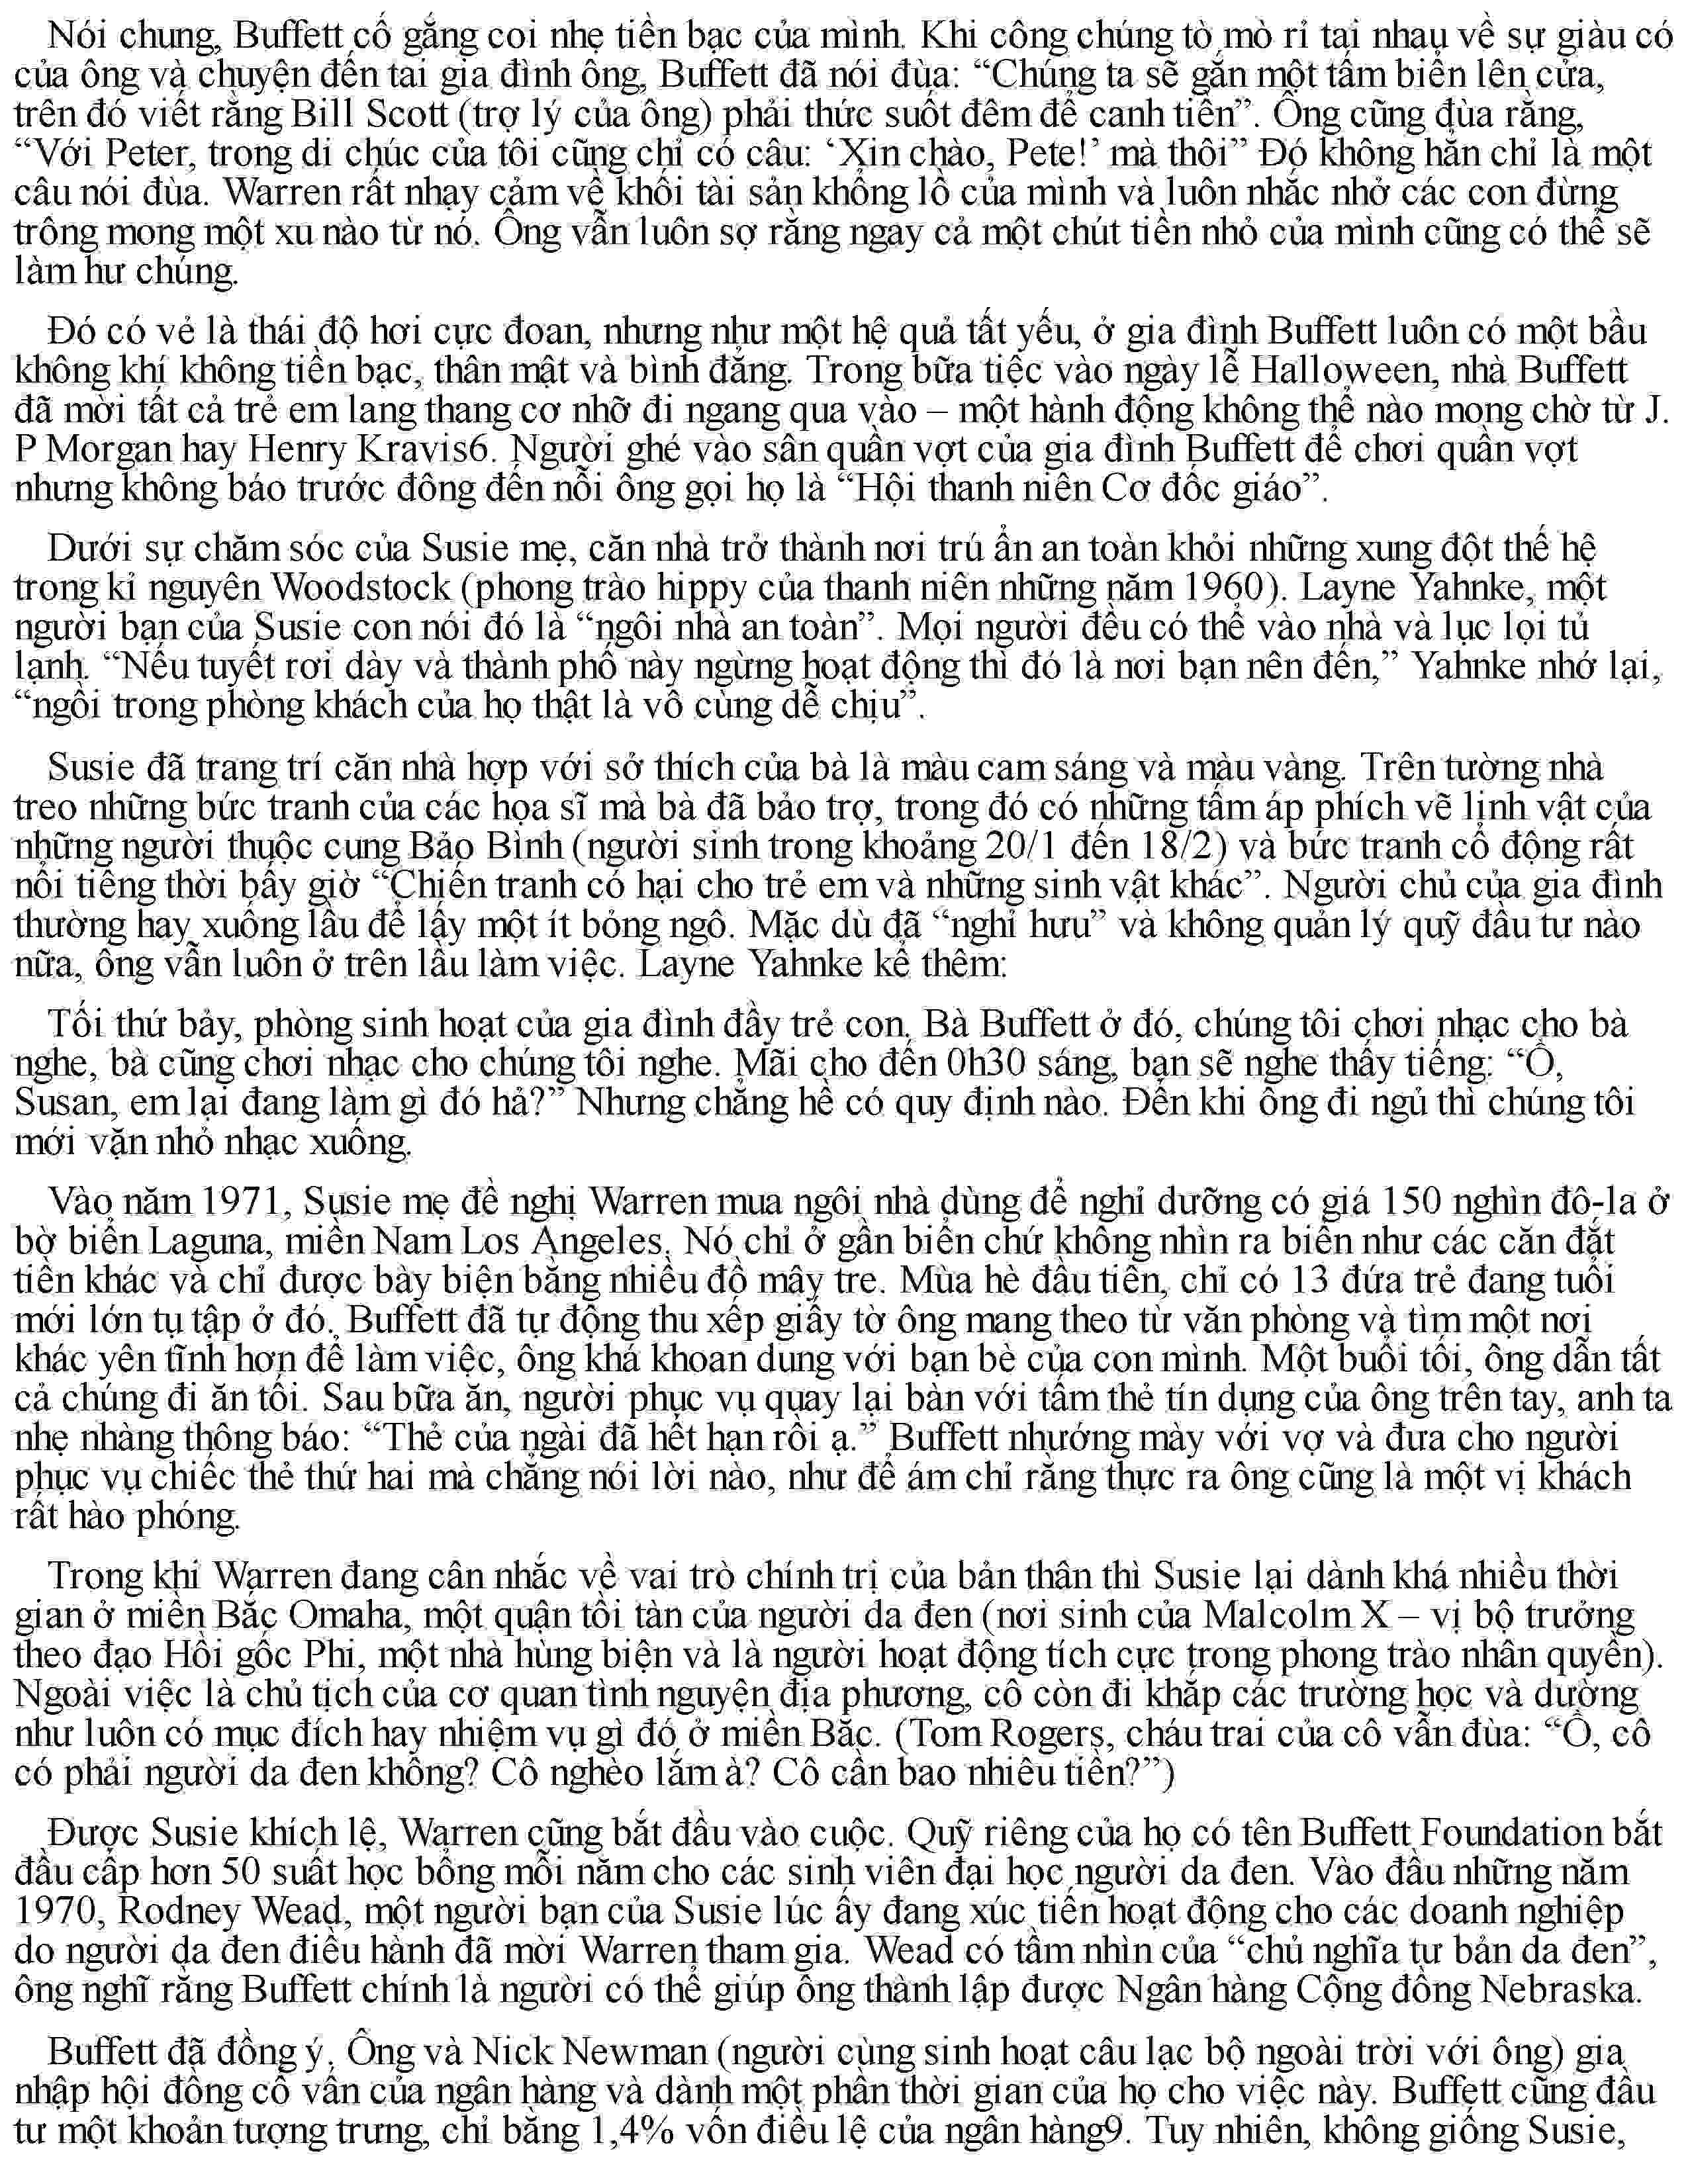 Nói chung, Buffett cố gắng coi nhẹ tiền bạc của mình. Khi công chúng tò mò rỉ tai nhau về sự giàu có
của ông và chuyện đến tai gia đình ông, Buffett đã nói đùa: “Chúng ta sẽ gắn một tấm biển lên cửa,
trên đó viết rằng Bill Scott (trợ lý của ông) phải thức suốt đêm để canh tiền”. Ông cũng đùa rằng,
“Với Peter, trong di chúc của tôi cũng chỉ có câu: ‘Xin chào, Pete!’ mà thôi” Đó không hẳn chỉ là một
câu nói đùa. Warren rất nhạy cảm về khối tài sản khổng lồ của mình và luôn nhắc nhở các con đừng
trông mong một xu nào từ nó. Ông vẫn luôn sợ rằng ngay cả một chút tiền nhỏ của mình cũng có thể sẽ
làm hư chúng.
Đó có vẻ là thái độ hơi cực đoan, nhưng như một hệ quả tất yếu, ở gia đình Buffett luôn có một bầu
không khí không tiền bạc, thân mật và bình đẳng. Trong bữa tiệc vào ngày lễ Halloween, nhà Buffett
đã mời tất cả trẻ em lang thang cơ nhỡ đi ngang qua vào – một hành động không thể nào mong chờ từ J.
P Morgan hay Henry Kravis6. Người ghé vào sân quần vợt của gia đình Buffett để chơi quần vợt
nhưng không báo trước đông đến nỗi ông gọi họ là “Hội thanh niên Cơ đốc giáo”.
Dưới sự chăm sóc của Susie mẹ, căn nhà trở thành nơi trú ẩn an toàn khỏi những xung đột thế hệ
trong kỉ nguyên Woodstock (phong trào hippy của thanh niên những năm 1960). Layne Yahnke, một
người bạn của Susie con nói đó là “ngôi nhà an toàn”. Mọi người đều có thể vào nhà và lục lọi tủ
lạnh. “Nếu tuyết rơi dày và thành phố này ngừng hoạt động thì đó là nơi bạn nên đến,” Yahnke nhớ lại,
“ngồi trong phòng khách của họ thật là vô cùng dễ chịu”.
Susie đã trang trí căn nhà hợp với sở thích của bà là màu cam sáng và màu vàng. Trên tường nhà
treo những bức tranh của các họa sĩ mà bà đã bảo trợ, trong đó có những tấm áp phích vẽ linh vật của
những người thuộc cung Bảo Bình (người sinh trong khoảng 20/1 đến 18/2) và bức tranh cổ động rất
nổi tiếng thời bấy giờ “Chiến tranh có hại cho trẻ em và những sinh vật khác”. Người chủ của gia đình
thường hay xuống lầu để lấy một ít bỏng ngô. Mặc dù đã “nghỉ hưu” và không quản lý quỹ đầu tư nào
nữa, ông vẫn luôn ở trên lầu làm việc. Layne Yahnke kể thêm:
Tối thứ bảy, phòng sinh hoạt của gia đình đầy trẻ con. Bà Buffett ở đó, chúng tôi chơi nhạc cho bà
nghe, bà cũng chơi nhạc cho chúng tôi nghe. Mãi cho đến 0h30 sáng, bạn sẽ nghe thấy tiếng: “Ồ,
Susan, em lại đang làm gì đó hả?” Nhưng chẳng hề có quy định nào. Đến khi ông đi ngủ thì chúng tôi
mới vặn nhỏ nhạc xuống.
Vào năm 1971, Susie mẹ đề nghị Warren mua ngôi nhà dùng để nghỉ dưỡng có giá 150 nghìn đô-la ở
bờ biển Laguna, miền Nam Los Angeles. Nó chỉ ở gần biển chứ không nhìn ra biển như các căn đắt
tiền khác và chỉ được bày biện bằng nhiều đồ mây tre. Mùa hè đầu tiên, chỉ có 13 đứa trẻ đang tuổi
mới lớn tụ tập ở đó. Buffett đã tự động thu xếp giấy tờ ông mang theo từ văn phòng và tìm một nơi
khác yên tĩnh hơn để làm việc, ông khá khoan dung với bạn bè của con mình. Một buổi tối, ông dẫn tất
cả chúng đi ăn tối. Sau bữa ăn, người phục vụ quay lại bàn với tấm thẻ tín dụng của ông trên tay, anh ta
nhẹ nhàng thông báo: “Thẻ của ngài đã hết hạn rồi ạ.” Buffett nhướng mày với vợ và đưa cho người
phục vụ chiếc thẻ thứ hai mà chẳng nói lời nào, như để ám chỉ rằng thực ra ông cũng là một vị khách
rất hào phóng.
Trong khi Warren đang cân nhắc về vai trò chính trị của bản thân thì Susie lại dành khá nhiều thời
gian ở miền Bắc Omaha, một quận tồi tàn của người da đen (nơi sinh của Malcolm X – vị bộ trưởng
theo đạo Hồi gốc Phi, một nhà hùng biện và là người hoạt động tích cực trong phong trào nhân quyền).
Ngoài việc là chủ tịch của cơ quan tình nguyện địa phương, cô còn đi khắp các trường học và dường
như luôn có mục đích hay nhiệm vụ gì đó ở miền Bắc. (Tom Rogers, cháu trai của cô vẫn đùa: “Ồ, cô
có phải người da đen không? Cô nghèo lắm à? Cô cần bao nhiêu tiền?”)
Được Susie khích lệ, Warren cũng bắt đầu vào cuộc. Quỹ riêng của họ có tên Buffett Foundation bắt
đầu cấp hơn 50 suất học bổng mỗi năm cho các sinh viên đại học người da đen. Vào đầu những năm
1970, Rodney Wead, một người bạn của Susie lúc ấy đang xúc tiến hoạt động cho các doanh nghiệp
do người da đen điều hành đã mời Warren tham gia. Wead có tầm nhìn của “chủ nghĩa tư bản da đen”,
ông nghĩ rằng Buffett chính là người có thể giúp ông thành lập được Ngân hàng Cộng đồng Nebraska.
Buffett đã đồng ý. Ông và Nick Newman (người cùng sinh hoạt câu lạc bộ ngoài trời với ông) gia
nhập hội đồng cố vấn của ngân hàng và dành một phần thời gian của họ cho việc này. Buffett cũng đầu
tư một khoản tượng trưng, chỉ bằng 1,4% vốn điều lệ của ngân hàng9. Tuy nhiên, không giống Susie,